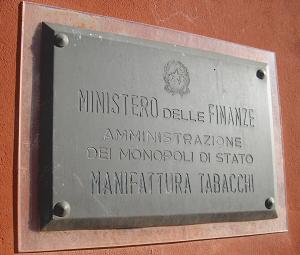 MINISTERO DELLE FINANZE
AMMINISTRAZIONE
DEI MONOPOLI DI STATO
MANIFATTURA TABACCHI